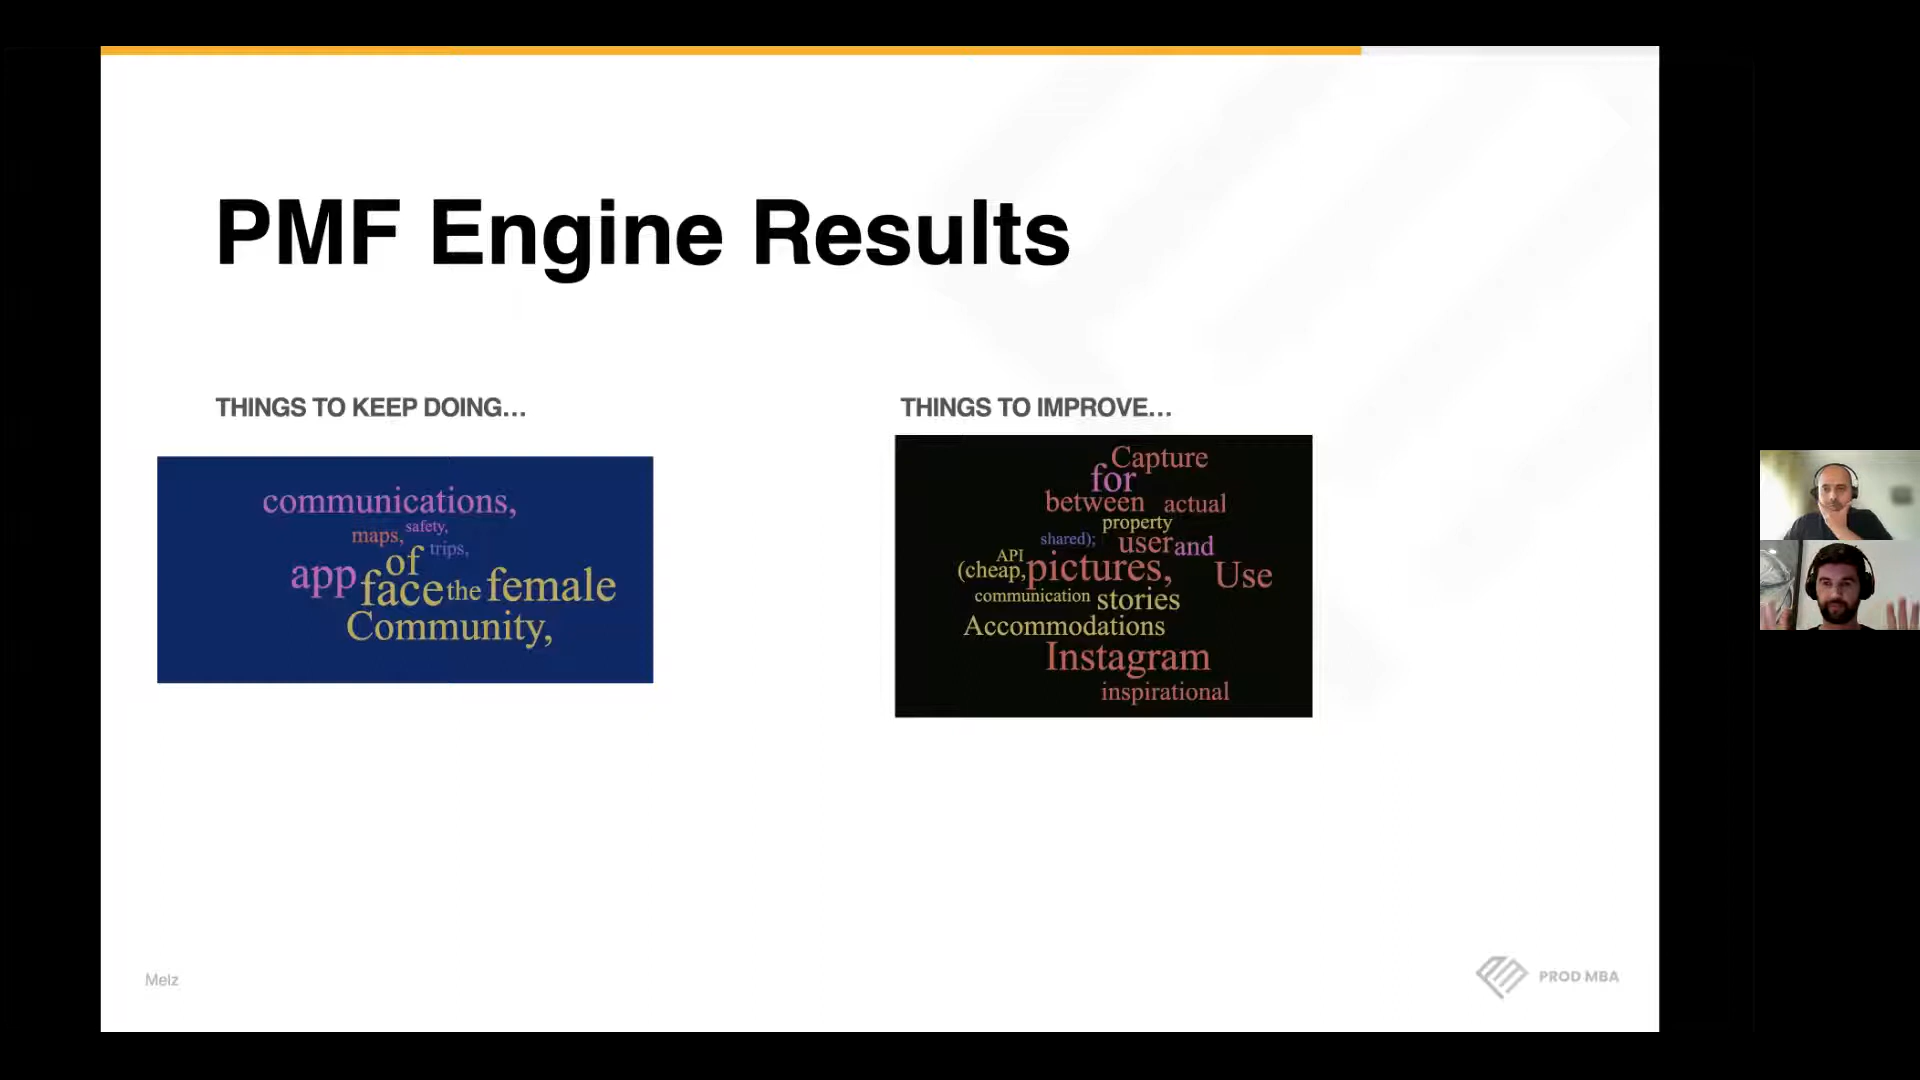 PMF Engine Results
THINGS TO KEEP DOING…
communications,
safety,
maps,
trips,
of
app
face the female
Community,
THINGS TO IMPROVE…
Capture
for
between actual
property
shared);
user and
API
(cheap, pictures, Use
communication stories
Accommodations
Instagram
inspirational
Melz
PROD MBA